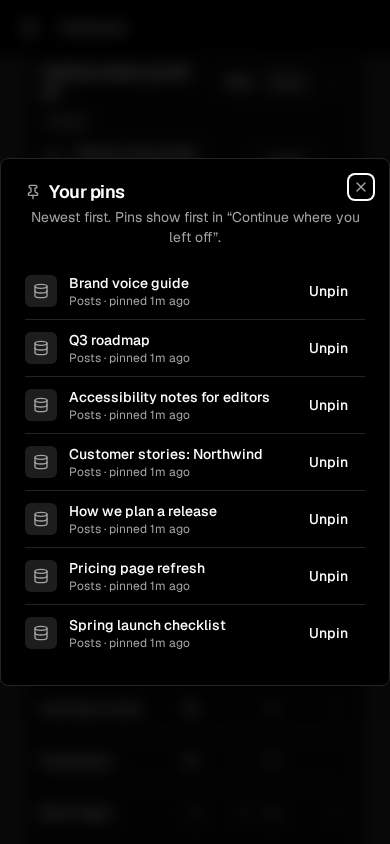 Your pins
Newest first. Pins show first in “Continue where you
left off”.
Brand voice guide
Posts · pinned 1m ago
Unpin
Q3 roadmap
Posts · pinned 1m ago
Unpin
Accessibility notes for editors
Posts · pinned 1m ago
Unpin
Customer stories: Northwind
Posts · pinned 1m ago
Unpin
How we plan a release
Posts · pinned 1m ago
Unpin
Pricing page refresh
Posts · pinned 1m ago
Unpin
Spring launch checklist
Posts · pinned 1m ago
Unpin